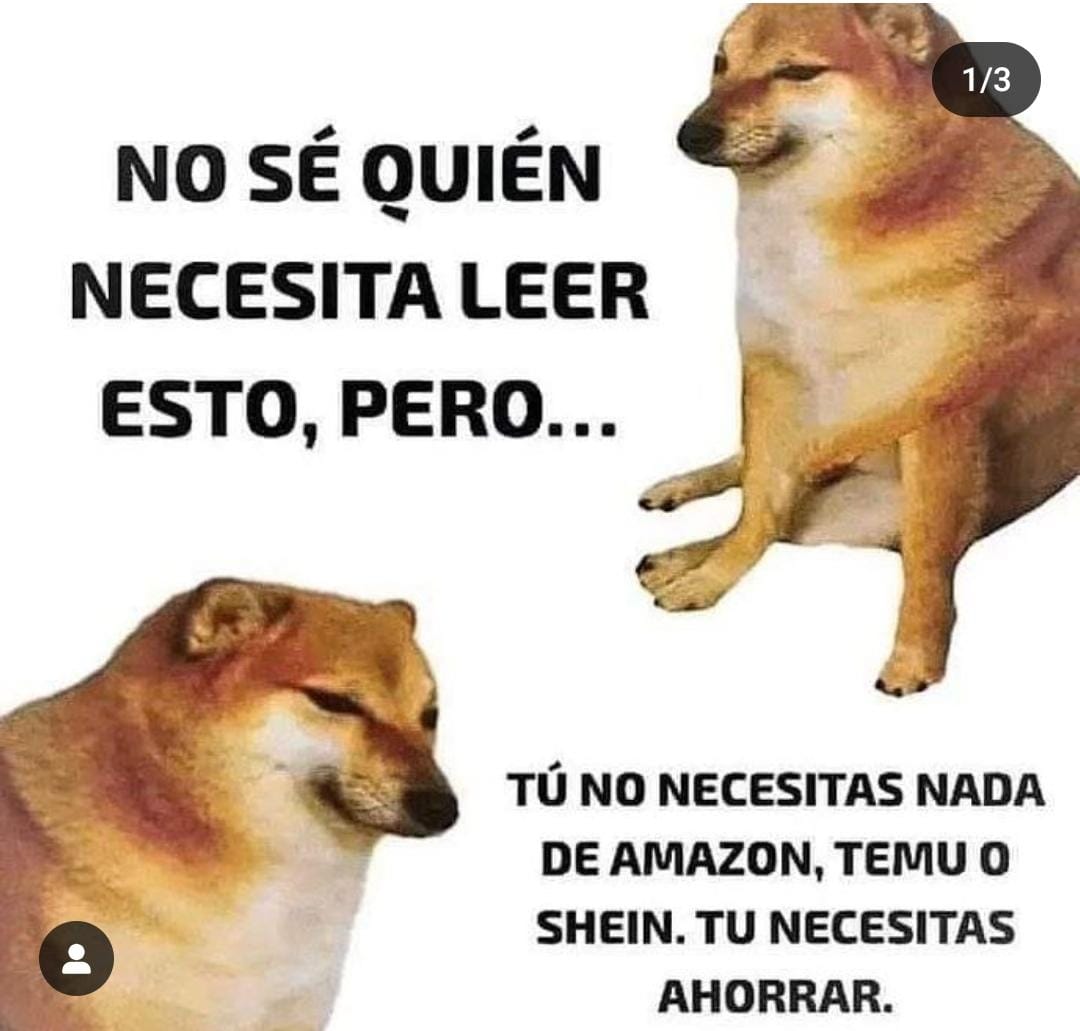 1/3
NO SÉ QUIÉN
NECESITA LEER
ESTO, PERO...
TÚ NO NECESITAS NADA
DE AMAZON, TEMU O
SHEIN. TU NECESITAS
AHORRAR.